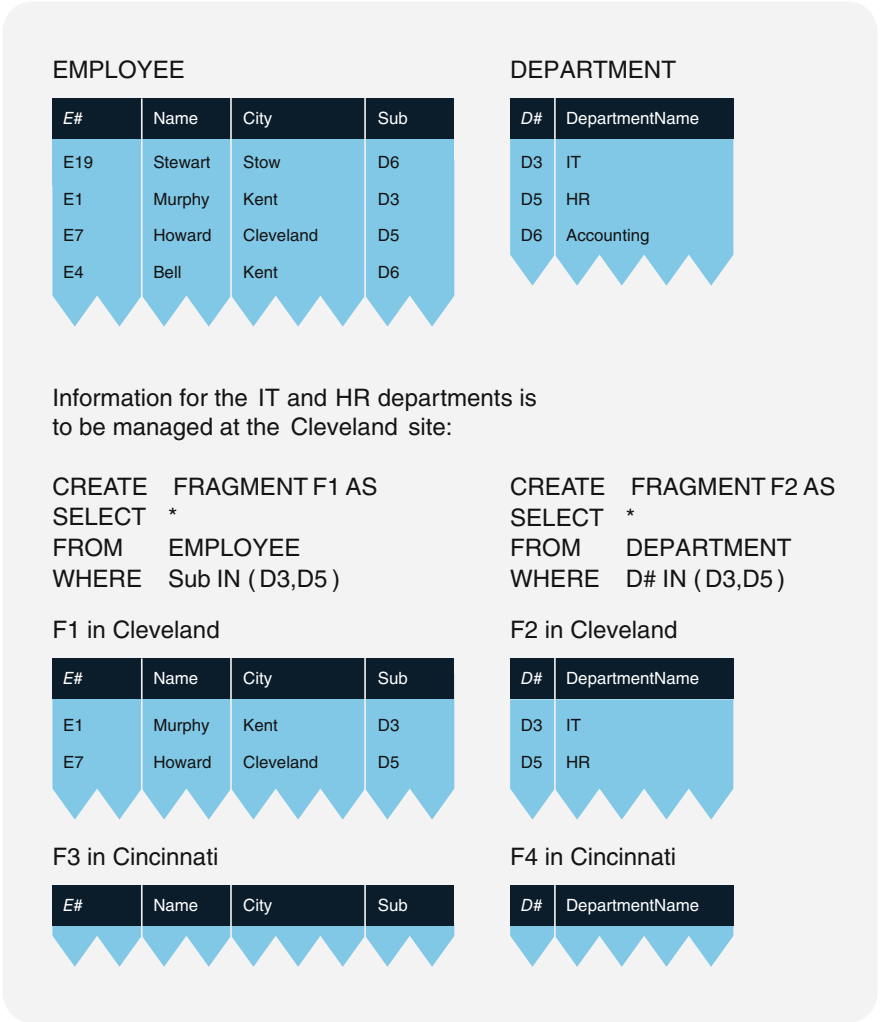 EMPLOYEE
E# Name City Sub
E19 Stewart Stow D6
E1 Murphy Kent D3
E7 Howard Cleveland D5
E4 Bell Kent D6
DEPARTMENT
D# DepartmentName
D3 IT
D5 HR
D6 Accounting
Information for the IT and HR departments is
to be managed at the Cleveland site:
CREATE FRAGMENT F1 AS
SELECT *
FROM EMPLOYEE
WHERE Sub IN (D3,D5)
CREATE FRAGMENT F2 AS
SELECT *
FROM DEPARTMENT
WHERE D# IN (D3,D5)
F1 in Cleveland
E# Name City Sub
E1 Murphy Kent D3
E7 Howard Cleveland D5
F2 in Cleveland
D# DepartmentName
D3 IT
D5 HR
F3 in Cincinnati
E# Name City Sub
F4 in Cincinnati
D# DepartmentName